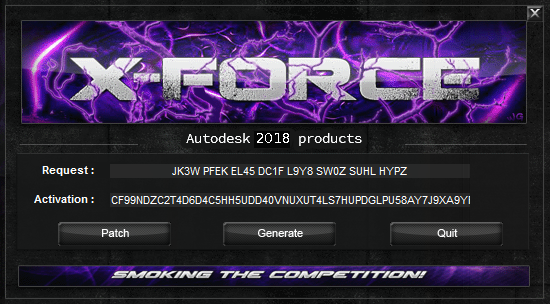 X-FORCE
JG
Autodesk 2018 products
Request : JK3W PFEK EL45 DC1F L9Y8 SW0Z SUHL HYPZ
Activation : CF99NDZC2T4D6D4C5HH5UDD40VNUXUT4LS7HUPDGLPU58AY7J9XA9YI
Patch Generate Quit
SMOKING THE COMPETITION!